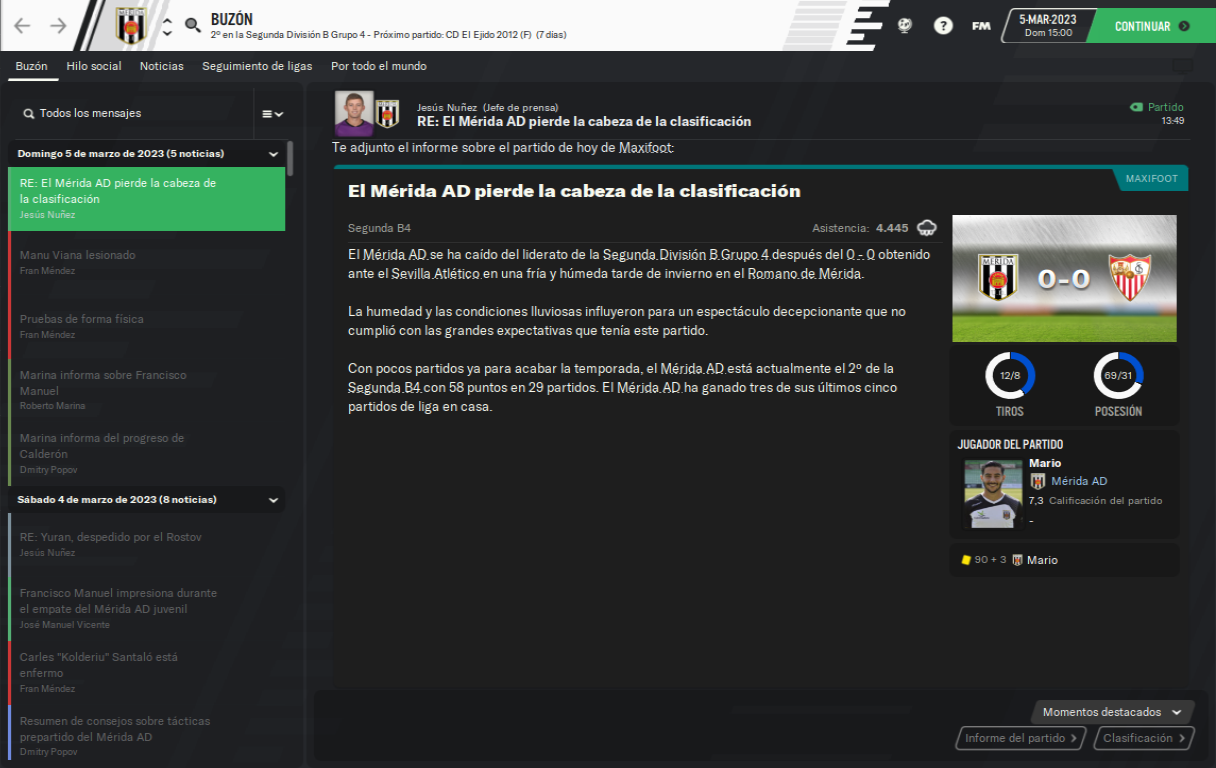 BUZÓN
2º en la Segunda División B Grupo 4 - Próximo partido: CD El Ejido 2012 (F) (7 días)
?
FM
5-MAR-2023
Dom 15:00
CONTINUAR
Buzón Hilo social Noticias Seguimiento de ligas Por todo el mundo
Todos los mensajes
Domingo 5 de marzo de 2023 (5 noticias)
RE: El Mérida AD pierde la cabeza de
la clasificación
Jesús Nuñez
Manu Viana lesionado
Fran Méndez
Pruebas de forma física
Fran Méndez
Marina informa sobre Francisco
Manuel
Roberto Marina
Marina informa del progreso de
Calderón
Dmitry Popov
Sábado 4 de marzo de 2023 (8 noticias)
RE: Yuran, despedido por el Rostov
Jesús Nuñez
Francisco Manuel impresiona durante
el empate del Mérida AD juvenil
José Manuel Vicente
Carles "Kolderiu" Santaló está
enfermo
Fran Méndez
Resumen de consejos sobre tácticas
prepartido del Mérida AD
Dmitry Popov
Jesús Nuñez (Jefe de prensa)
RE: El Mérida AD pierde la cabeza de la clasificación
Partido
13:49
Te adjunto el informe sobre el partido de hoy de Maxifoot:
MAXIFOOT
El Mérida AD pierde la cabeza de la clasificación
Segunda B4
Asistencia: 4.445
El Mérida AD se ha caído del liderato de la Segunda División B Grupo 4 después del 0 - 0 obtenido
ante el Sevilla Atlético en una fría y húmeda tarde de invierno en el Romano de Mérida.
La humedad y las condiciones lluviosas influyeron para un espectáculo decepcionante que no
cumplió con las grandes expectativas que tenía este partido.
Con pocos partidos ya para acabar la temporada, el Mérida AD está actualmente el 2º de la
Segunda B4 con 58 puntos en 29 partidos. El Mérida AD ha ganado tres de sus últimos cinco
partidos de liga en casa.
MÉRIDA
0-0
12/8
69/31
TIROS
POSESIÓN
JUGADOR DEL PARTIDO
Mario
Mérida AD
7,3 Calificación del partido
-
90 + 3 Mario
Momentos destacados
Informe del partido
Clasificación